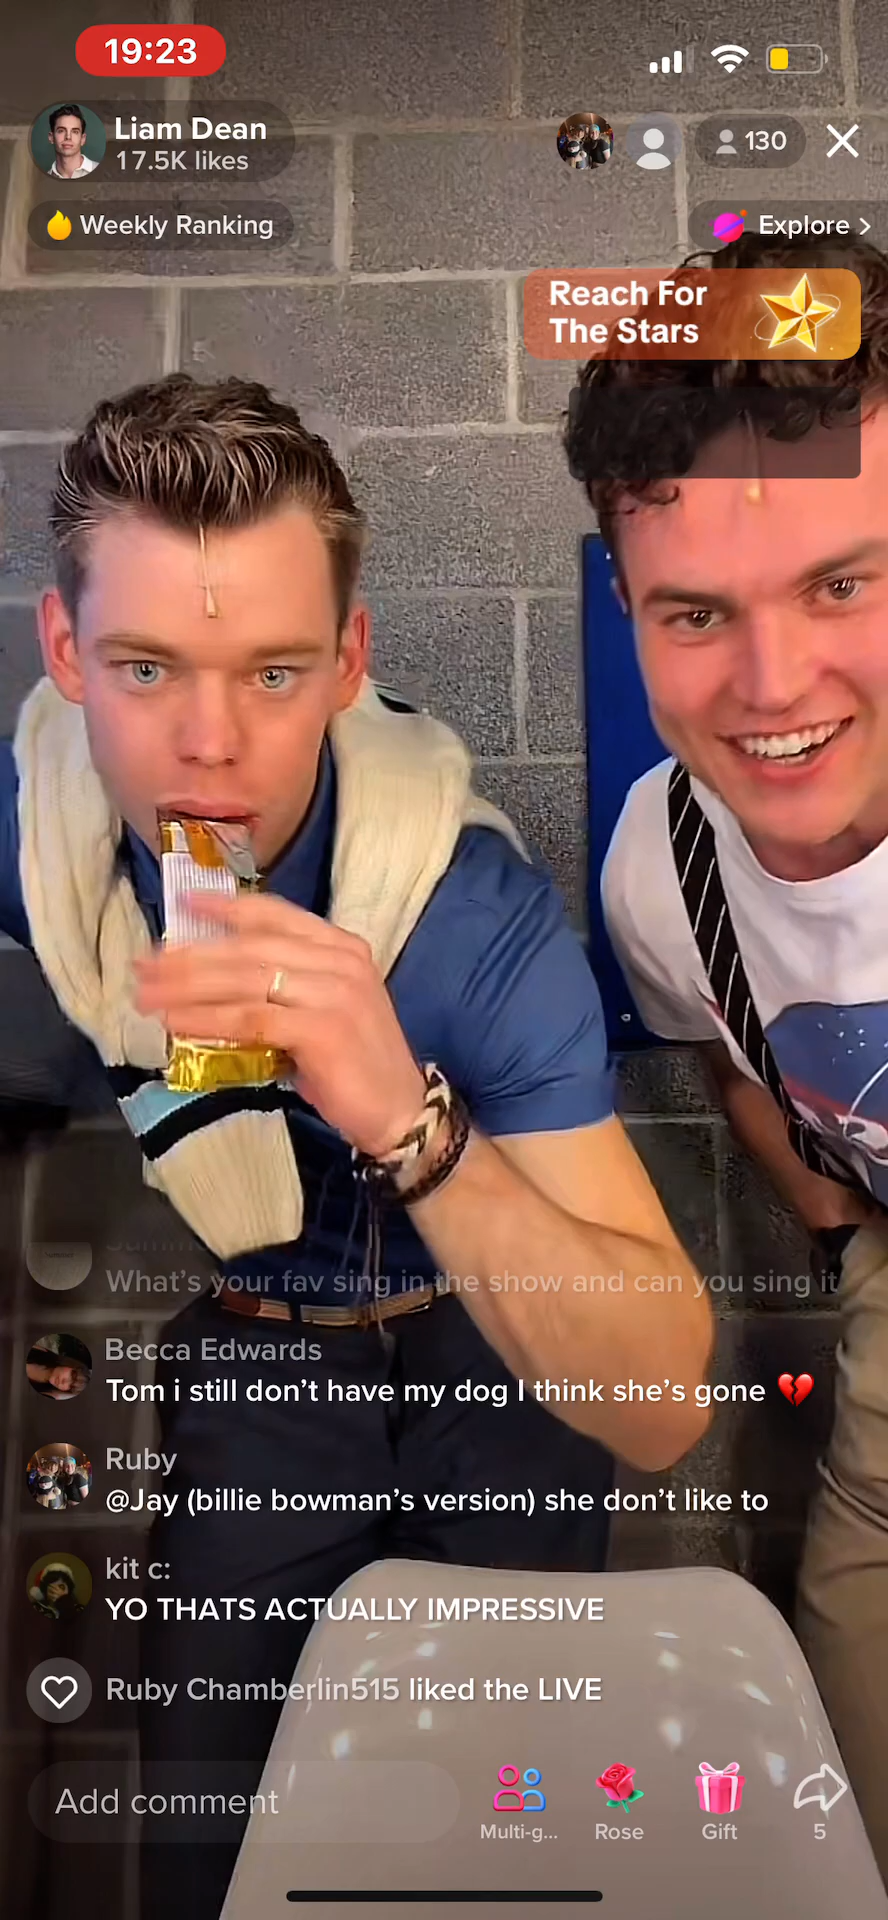 19:23
Liam Dean
17.5K likes
130
Weekly Ranking
Explore >
Reach For
The Stars
What's your fav sing in the show and can you sing it
Becca Edwards
Tom i still don't have my dog I think she's gone 💔
Ruby
@Jay (billie bowman's version) she don't like to
kit c:
YO THATS ACTUALLY IMPRESSIVE
Ruby Chamberlin515 liked the LIVE
Add comment
Multi-g...
Rose
Gift
5